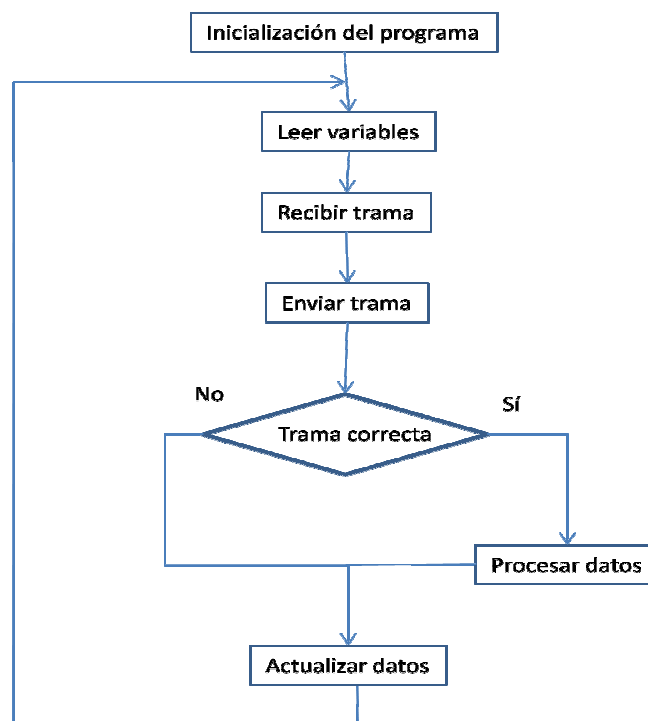 Inicialización del programa
Leer variables
Recibir trama
Enviar trama
No
Sí
Trama correcta
Procesar datos
Actualizar datos